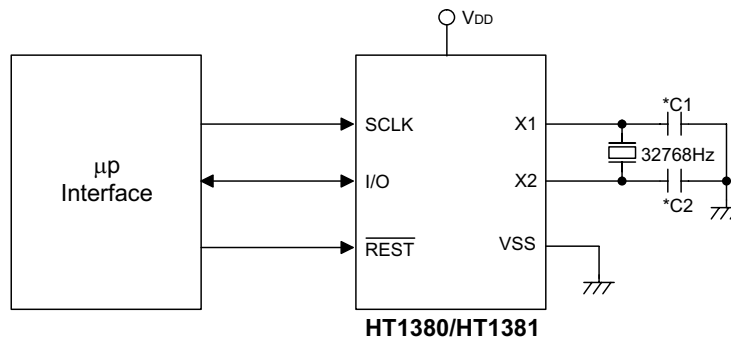 VDD
μp
Interface
SCLK
I/O
REST
X1
X2
VSS
*C1
32768Hz
*C2
HT1380/HT1381